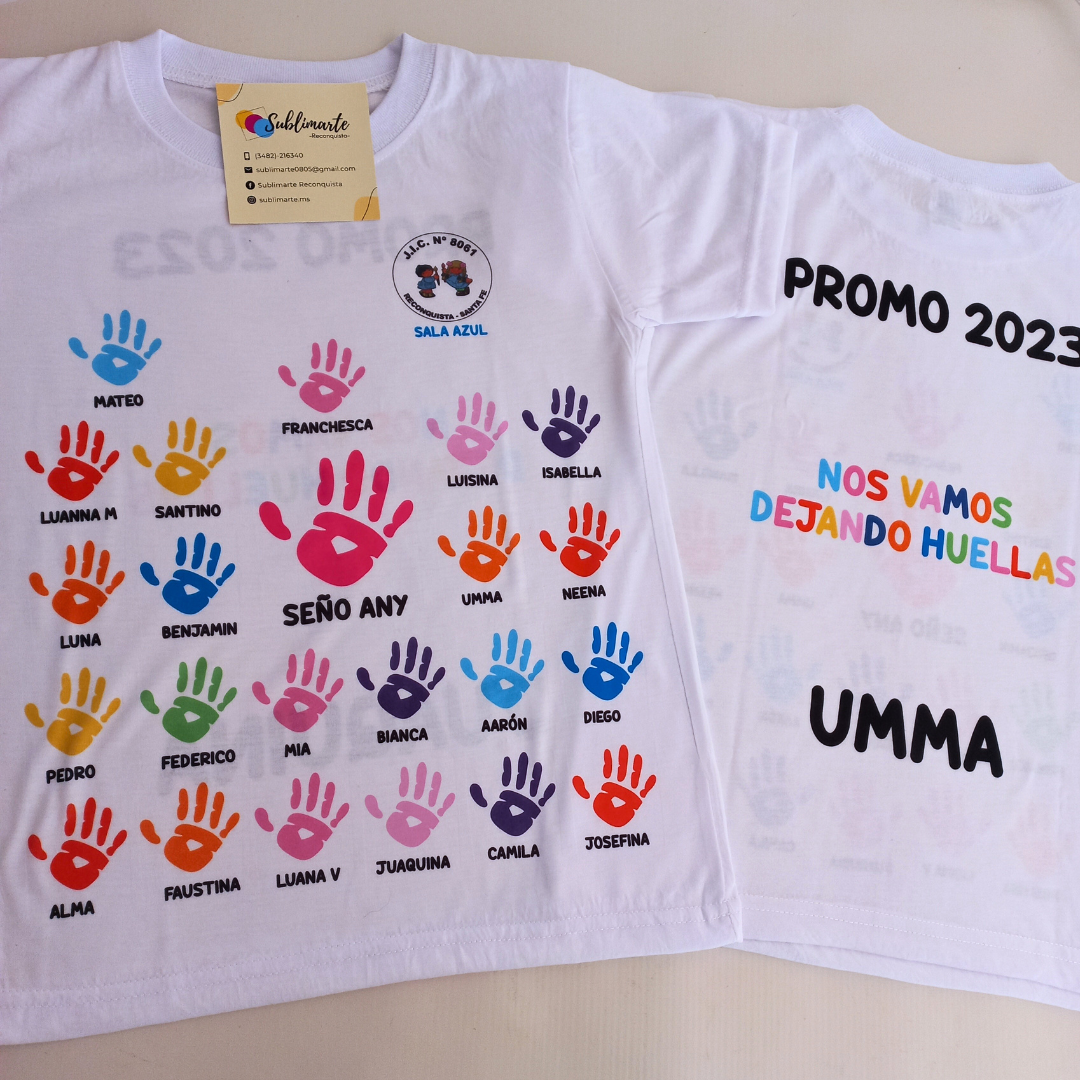 Sublimarte
-Reconquista-
(3482)-216340
sublimarte0805@gmail.com
Sublimarte Reconquista
sublimarte.ms
J.I.C. Nº 8061
RECONQUISTA - SANTA FE
SALA AZUL
MATEO
FRANCHESCA
LUANNA M
SANTINO
LUISINA
ISABELLA
LUNA
BENJAMIN
SEÑO ANY
UMMA
NEENA
PEDRO
FEDERICO
MIA
BIANCA
AARÓN
DIEGO
ALMA
FAUSTINA
LUANA V
JUAQUINA
CAMILA
JOSEFINA
PROMO 2023
NOS VAMOS
DEJANDO HUELLAS
UMMA